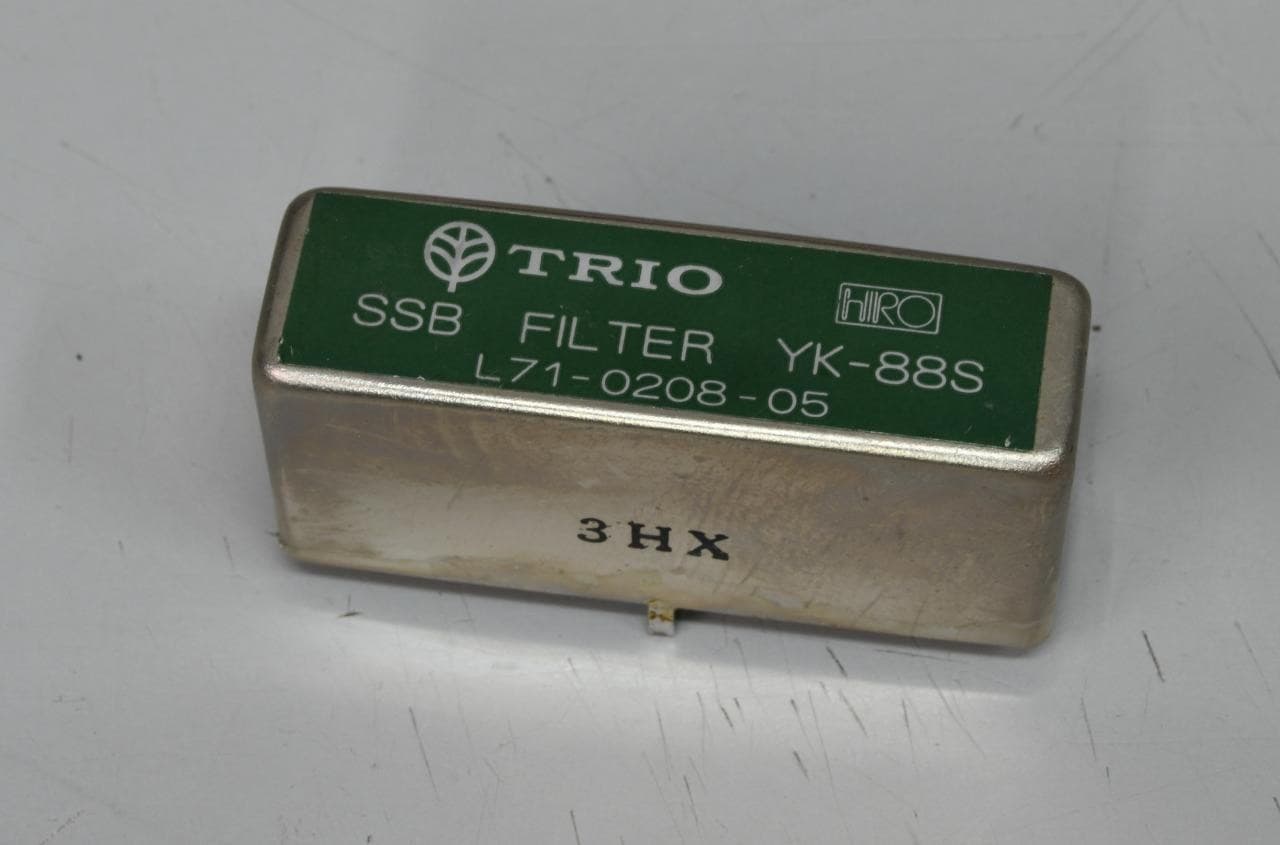 TRIO
HIRO
SSB FILTER YK-88S
L71-0208-05
3HX